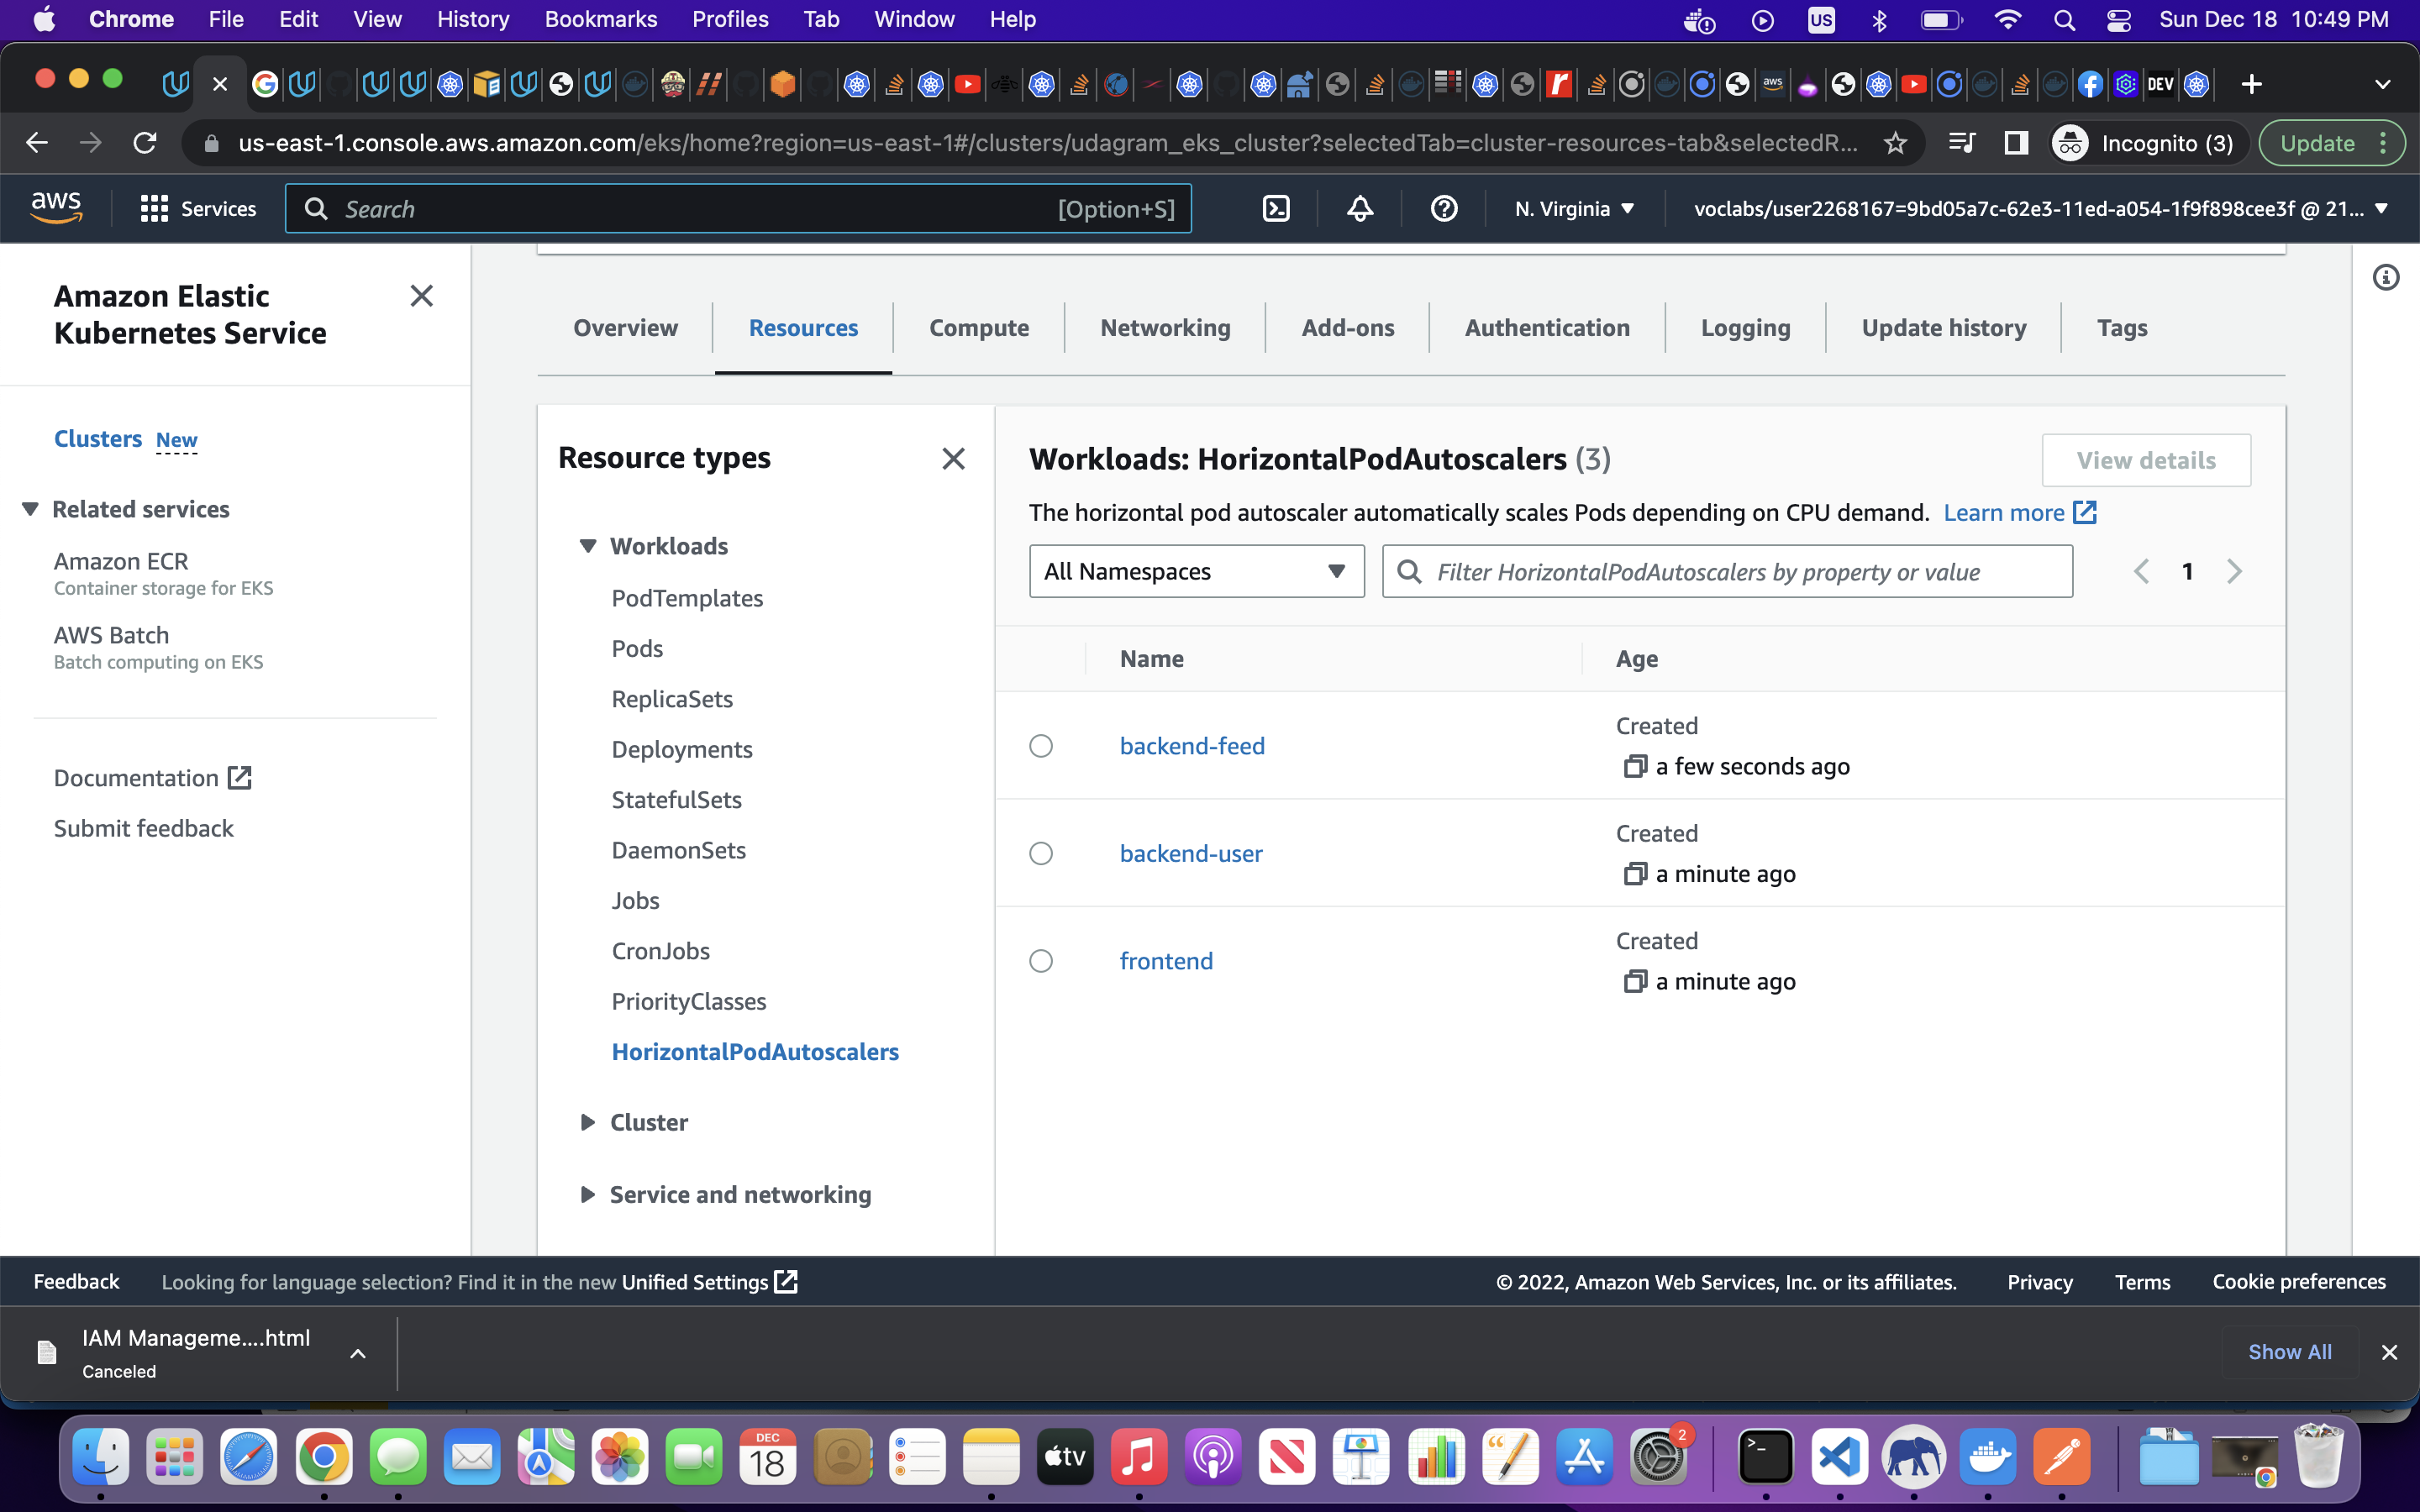 Chrome File Edit View History Bookmarks Profiles Tab Window Help
US
Sun Dec 18 10:49 PM
aws
DEV
us-east-1.console.aws.amazon.com/eks/home?region=us-east-1#/clusters/udagram_eks_cluster?selectedTab=cluster-resources-tab&selectedR...
Incognito (3)
Update
aws
Services
Search
[Option+S]
N. Virginia
voclabs/user2268167=9bd05a7c-62e3-11ed-a054-1f9f898cee3f @ 21...
Amazon Elastic
Kubernetes Service
Clusters New
Related services
Amazon ECR
Container storage for EKS
AWS Batch
Batch computing on EKS
Documentation
Submit feedback
Overview
Resources
Compute
Networking
Add-ons
Authentication
Logging
Update history
Tags
Resource types
Workloads
PodTemplates
Pods
ReplicaSets
Deployments
StatefulSets
DaemonSets
Jobs
CronJobs
PriorityClasses
HorizontalPodAutoscalers
Cluster
Service and networking
Workloads: HorizontalPodAutoscalers (3)
View details
The horizontal pod autoscaler automatically scales Pods depending on CPU demand. Learn more
All Namespaces
Filter HorizontalPodAutoscalers by property or value
1
Name
Age
backend-feed
Created
a few seconds ago
backend-user
Created
a minute ago
frontend
Created
a minute ago
Feedback
Looking for language selection? Find it in the new Unified Settings
© 2022, Amazon Web Services, Inc. or its affiliates.
Privacy
Terms
Cookie preferences
IAM Manageme....html
Canceled
Show All
DEC
18
tv
2